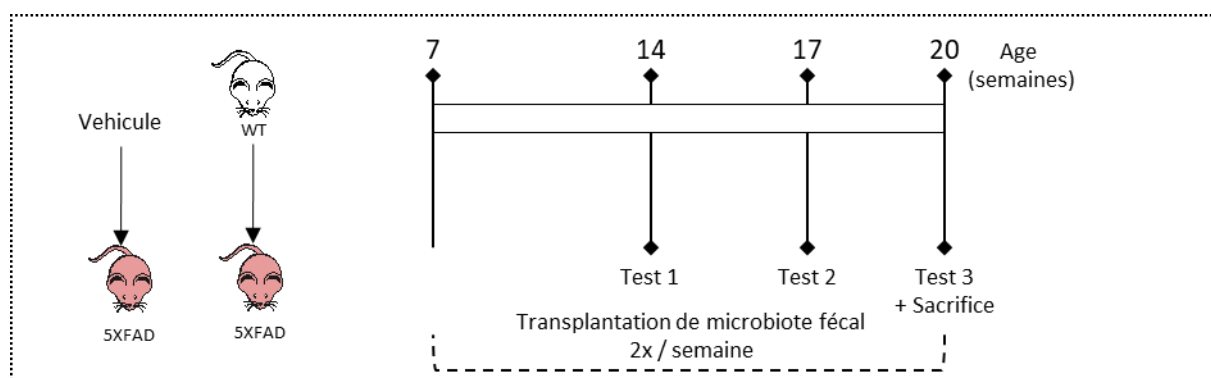 7 14 17 20 Age
(semaines)
Vehicule
WT
Test 1 Test 2 Test 3
+ Sacrifice
5XFAD 5XFAD
Transplantation de microbiote fécal
2x / semaine